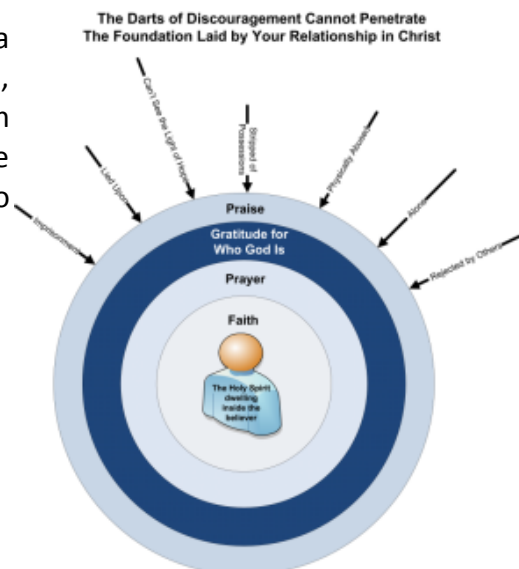 The Darts of Discouragement Cannot Penetrate
The Foundation Laid by Your Relationship in Christ
a
,
n
e
o
Imprisonment
Lied Upon
Can't See the Light of Hope
Stripped of
Possessions
Physically Abused
Alone
Rejected by Others
Praise
Gratitude for
Who God Is
Prayer
Faith
The Holy Spirit
dwelling
inside the
believer